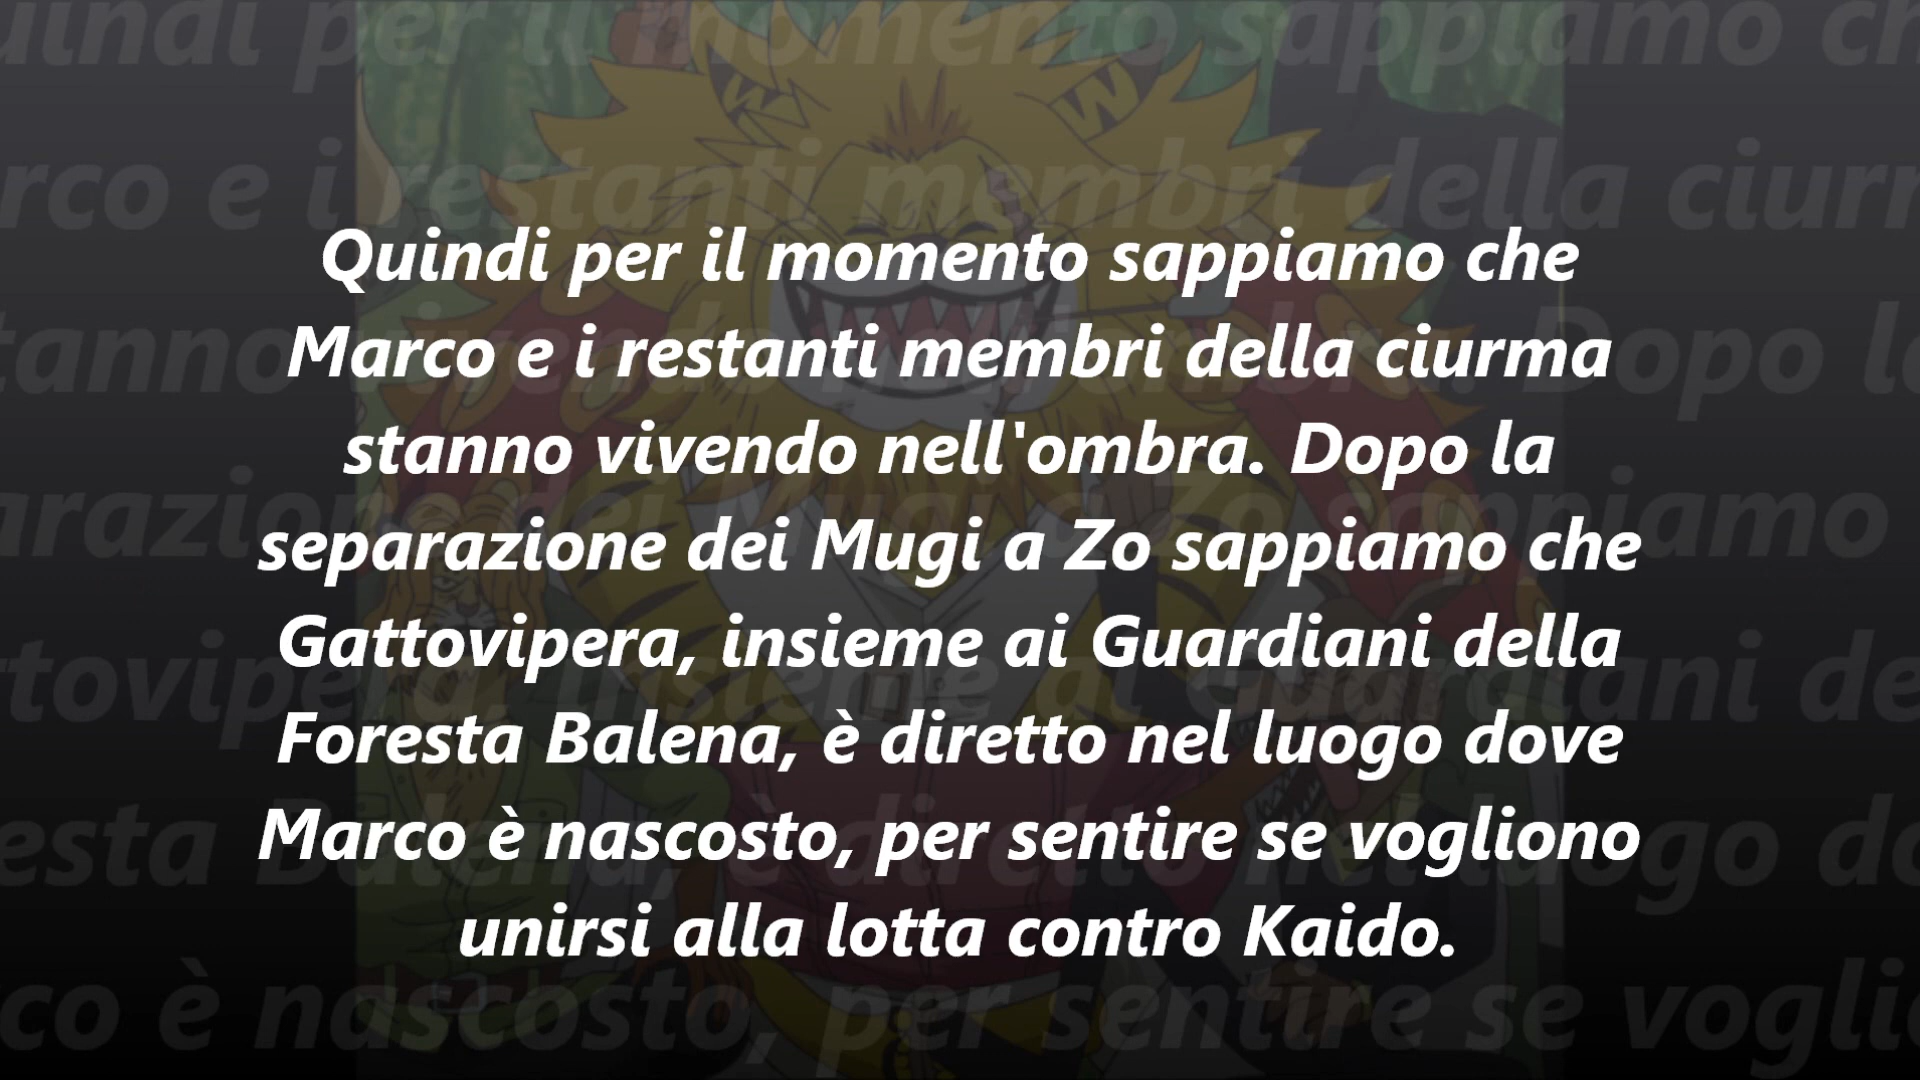 Quindi per il momento sappiamo che
Marco e i restanti membri della ciurma
stanno vivendo nell'ombra. Dopo la
separazione dei Mugi a Zo sappiamo che
Gattovipera, insieme ai Guardiani della
Foresta Balena, è diretto nel luogo dove
Marco è nascosto, per sentire se vogliono
unirsi alla lotta contro Kaido.